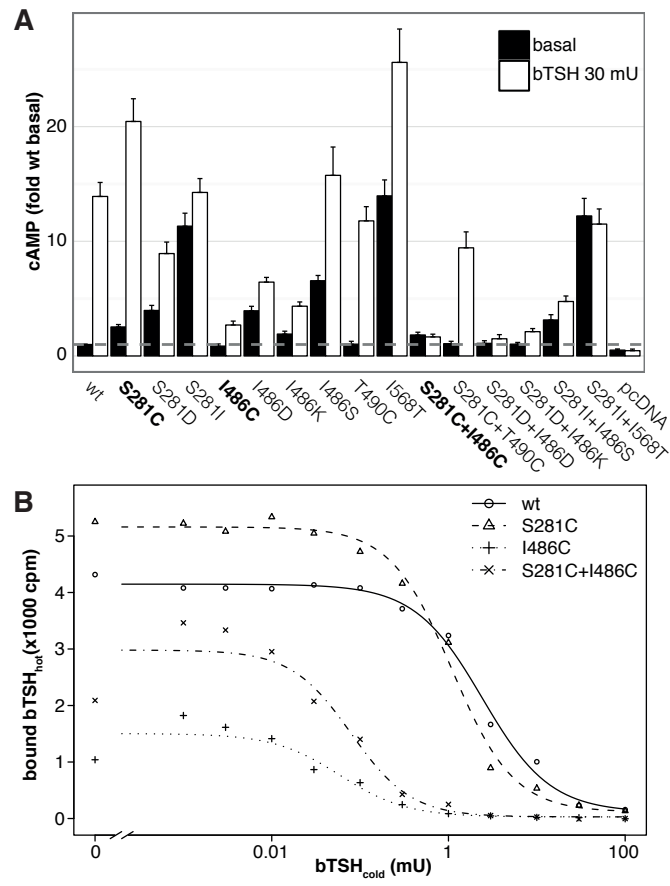 A
basal
bTSH 30 mU
cAMP (fold wt basal)
20
10
0
wt
S281C
S281D
S281I
I486C
I486D
I486K
I486S
T490C
I568T
S281C+I486C
S281C+T490C
S281D+I486D
S281D+I486K
S281I+I486S
S281I+I568T
pcDNA
B
wt
S281C
I486C
S281C+I486C
bound bTSHhot(x1000 cpm)
5
4
3
2
1
0
0
0.01
1
100
bTSHcold (mU)